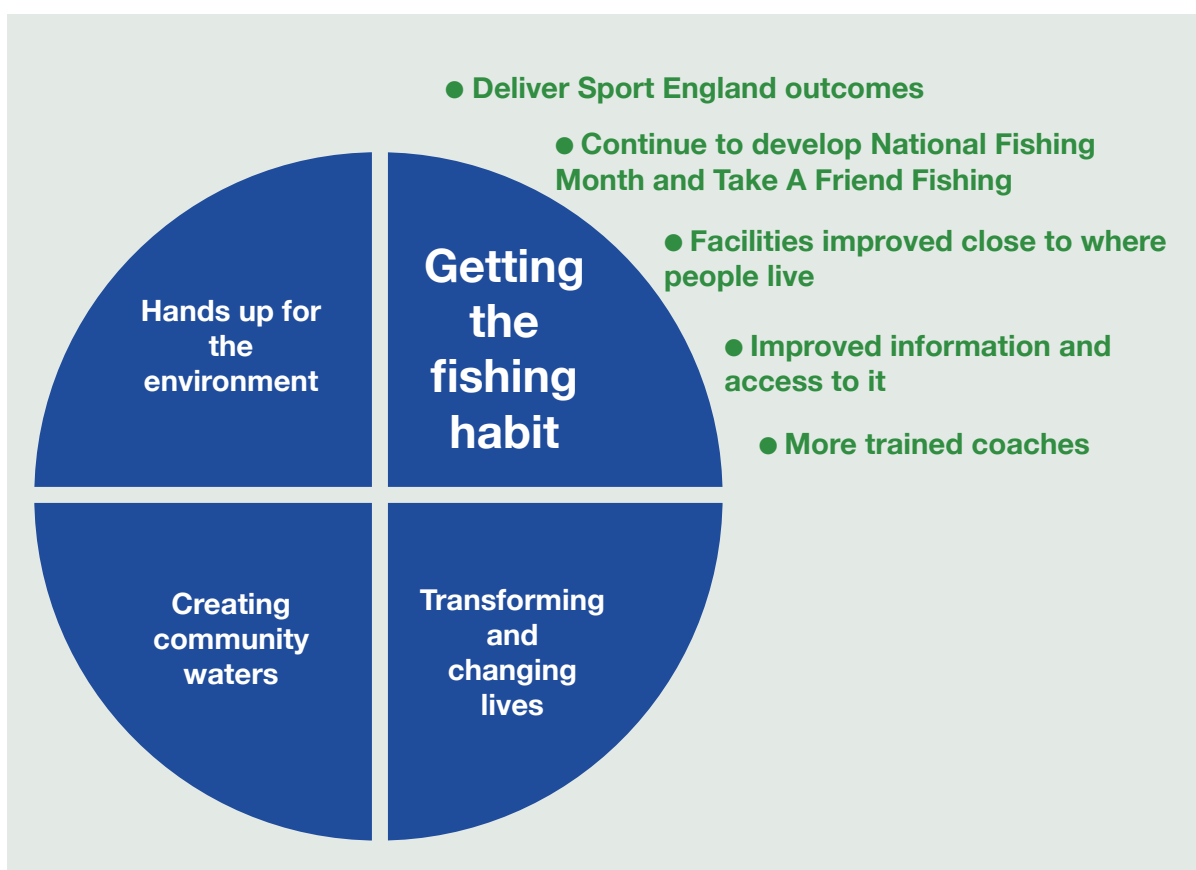 ● Deliver Sport England outcomes
● Continue to develop National Fishing
Month and Take A Friend Fishing
● Facilities improved close to where
people live
● Improved information and
access to it
● More trained coaches
Hands up for
the
environment
Getting
the
fishing
habit
Creating
community
waters
Transforming
and
changing
lives